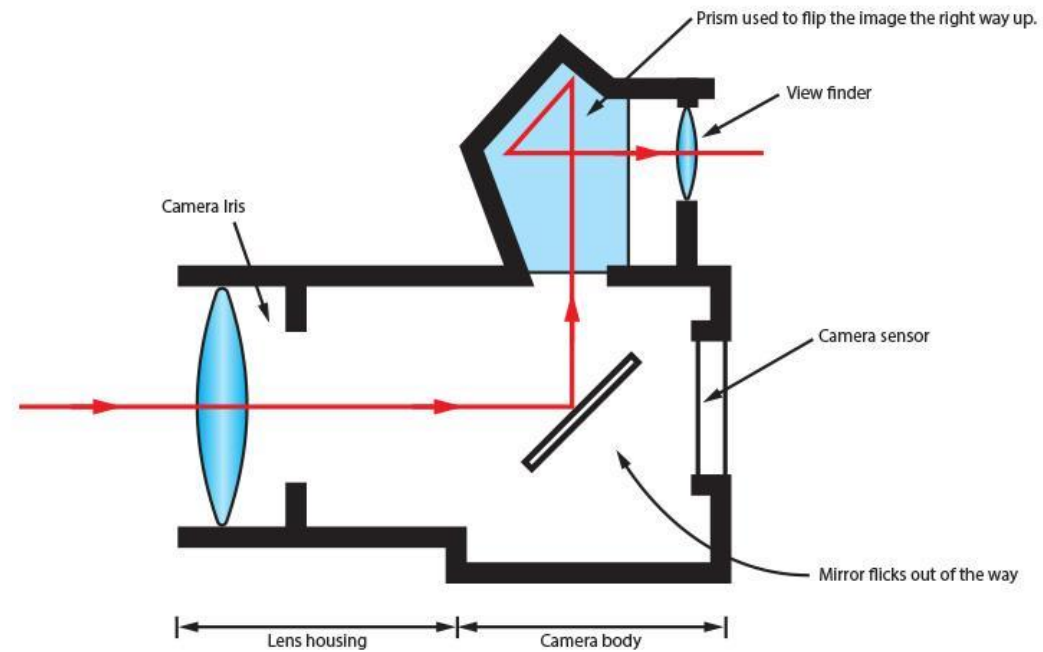 Prism used to flip the image the right way up.
View finder
Camera Iris
Camera sensor
Mirror flicks out of the way
Lens housing
Camera body